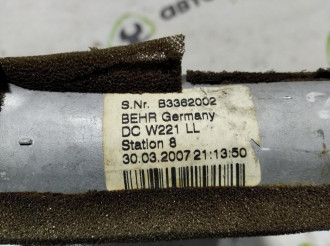 S.Nr. B3362002
BEHR Germany
DC W221 LL
Station 8
30.03.2007 21:13:50